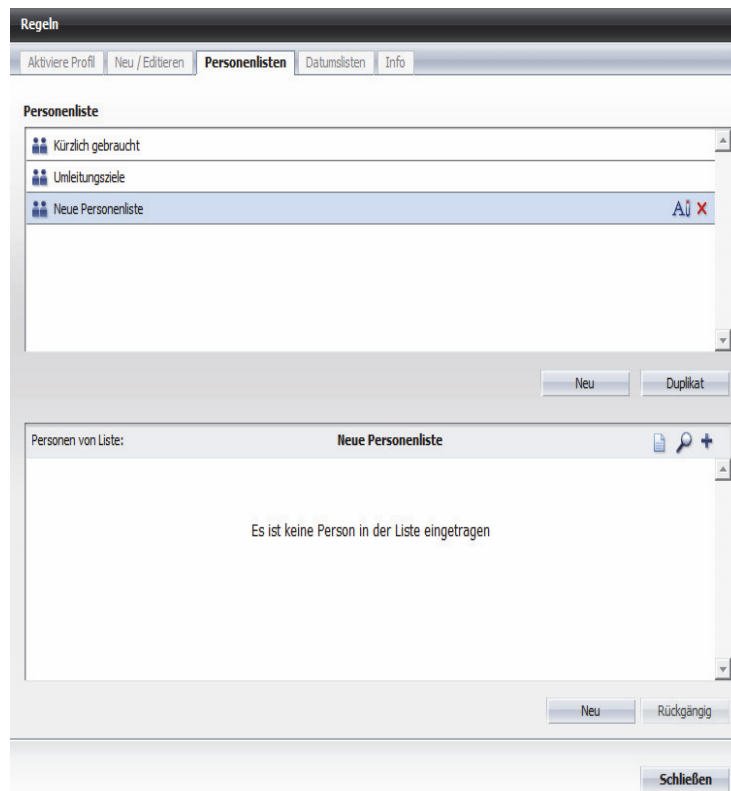 Regeln
Aktiviere Profil Neu / Editieren Personenlisten Datumslisten Info
Personenliste
Kürzlich gebraucht
Umleitungsziele
Neue Personenliste
Neu Duplikat
Personen von Liste: Neue Personenliste
Es ist keine Person in der Liste eingetragen
Neu Rückgängig
Schließen